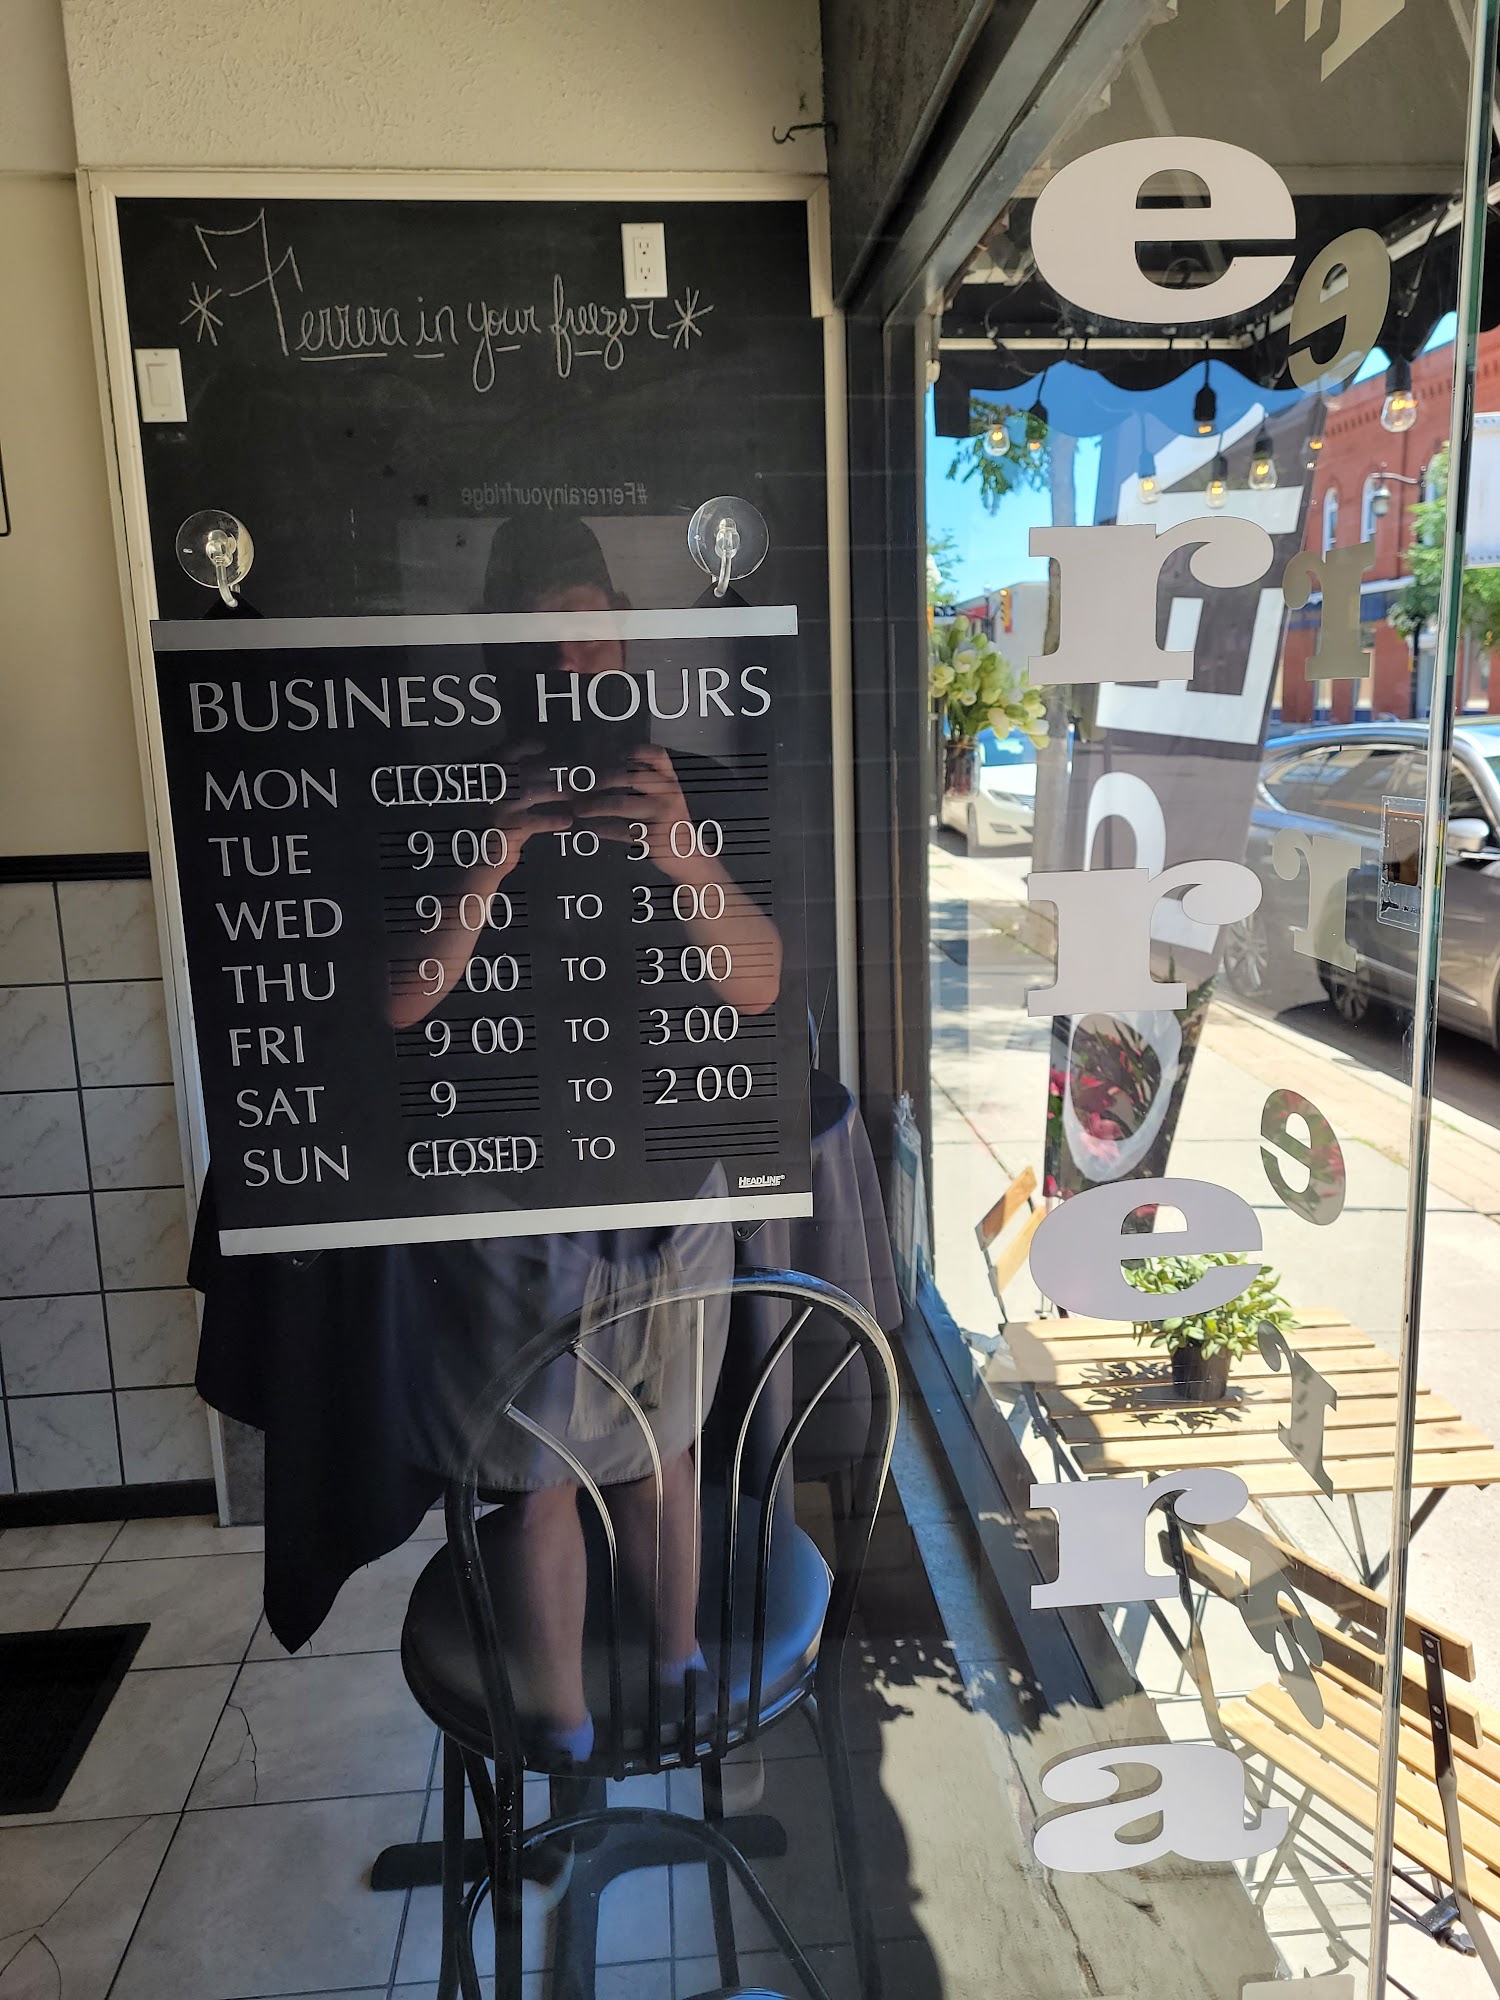 *Ferrera in your freezer*
#Ferrerainyourfridge
BUSINESS HOURS
MON CLOSED TO
TUE 9 00 TO 3 00
WED 9 00 TO 3 00
THU 9 00 TO 3 00
FRI 9 00 TO 3 00
SAT 9 TO 2 00
SUN CLOSED TO
HEADLINE®
errera
OPE